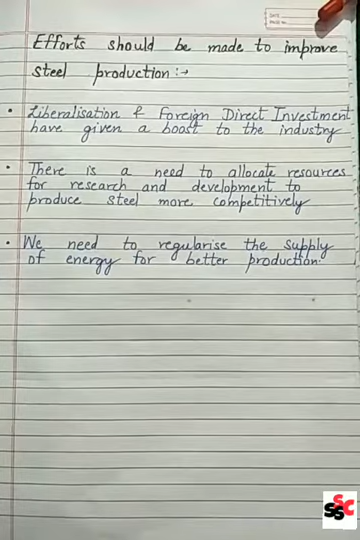 Efforts should be made to improve
steel production :→
• Liberalisation & Foreign Direct Investment
have given a boost to the industry
• There is a need to allocate resources
for research and development to
produce steel more competitively
• We need to regularise the supply
of energy for better production.
SSC